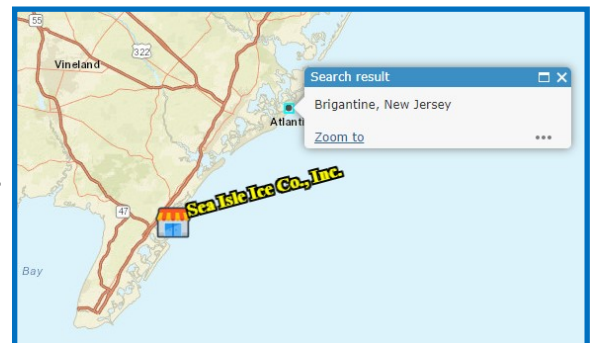 55
322
Vineland
Search result
Brigantine, New Jersey
Atlanti
Zoom to
Sea Isle Ice Co., Inc.
47
Bay